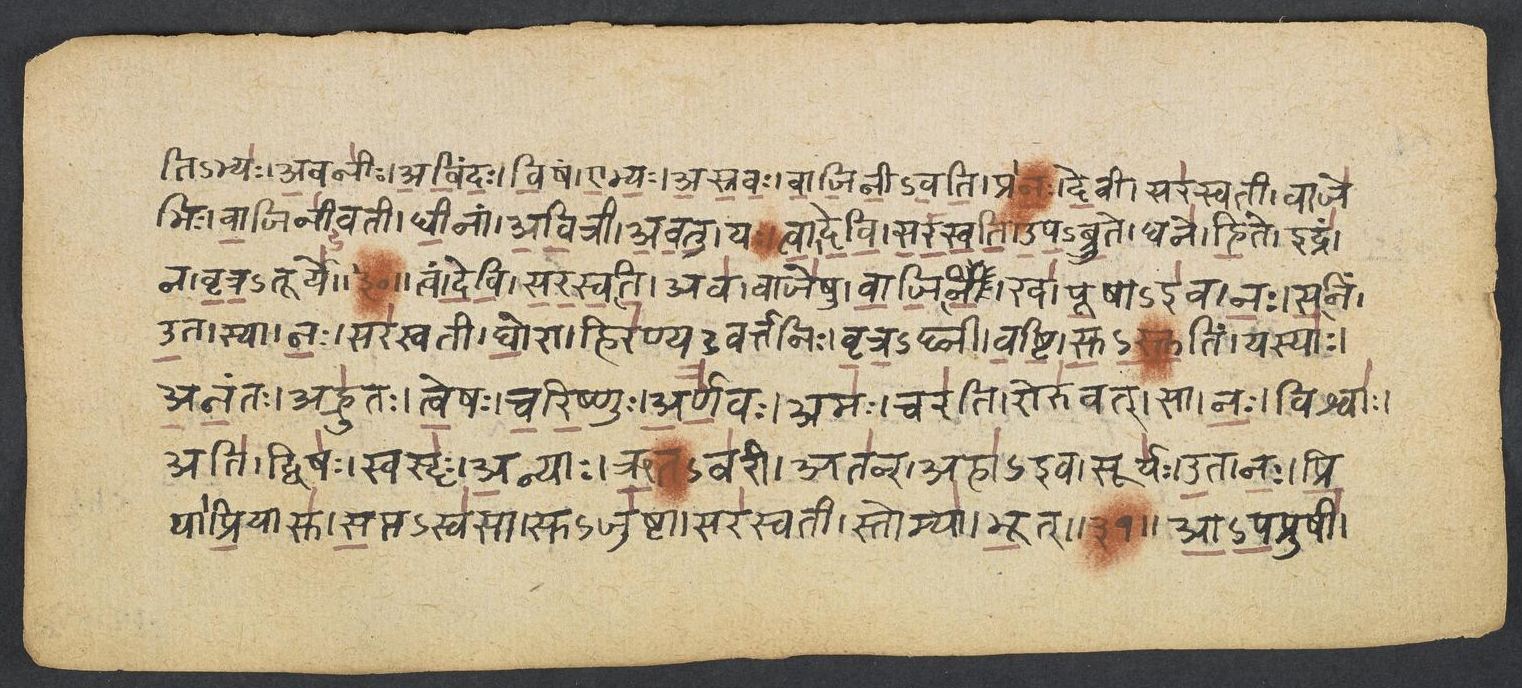 तिऽभ्यः।अवनीः।अविंदः।विषं।एभ्यः।अस्रवः।वाजिनीऽवति।प्र।नः।देवी।सरस्वती।वाजे
भिः।वाजिनीवती।धीनां।अवित्री।अवतु।यः।त्वा।देवि।सरस्वति।उपऽब्रुते।धने।हिते।इंद्रं।
न।वृत्रऽतूर्ये॥३०॥त्वं।देवि।सरस्वति।अव।वाजेषु।वाजिनि।रद।पूषाऽइव।नः।सनिं।
उत।स्या।नः।सरस्वती।घोरा।हिरण्यऽवर्त्तनिः।वृत्रऽघ्नी।वष्टि।सुऽस्तुतिं।यस्याः।
अनंतः।अह्रुतः।त्वेषः।चरिष्णुः।अर्णवः।अमः।चरति।रोरुवत्।सा।नः।विश्वाः।
अति।द्विषः।स्वसॄः।अन्याः।ऋतऽवरी।अतन्।अहाऽइव।सूर्यः।उत।नः।प्रि
या।प्रियासु।सप्तऽस्वसा।सुऽजुष्टा।सरस्वती।स्तोम्या।भूत्॥३१॥ आऽपप्रुषी।